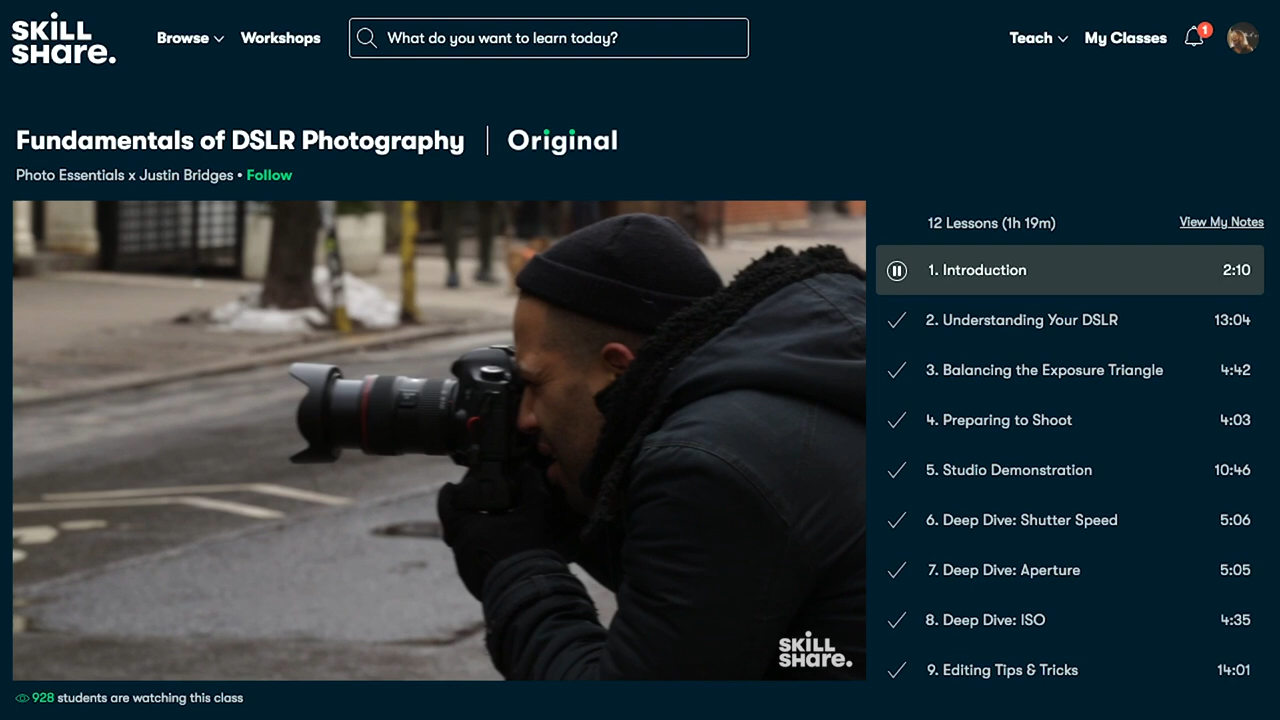 SKiLL
SHare.
Browse
Workshops
What do you want to learn today?
Teach
My Classes
1
Fundamentals of DSLR Photography | Original
Photo Essentials x Justin Bridges • Follow
12 Lessons (1h 19m)
View My Notes
1. Introduction 2:10
2. Understanding Your DSLR 13:04
3. Balancing the Exposure Triangle 4:42
4. Preparing to Shoot 4:03
5. Studio Demonstration 10:46
6. Deep Dive: Shutter Speed 5:06
7. Deep Dive: Aperture 5:05
8. Deep Dive: ISO 4:35
9. Editing Tips & Tricks 14:01
SKiLL
SHare.
928 students are watching this class